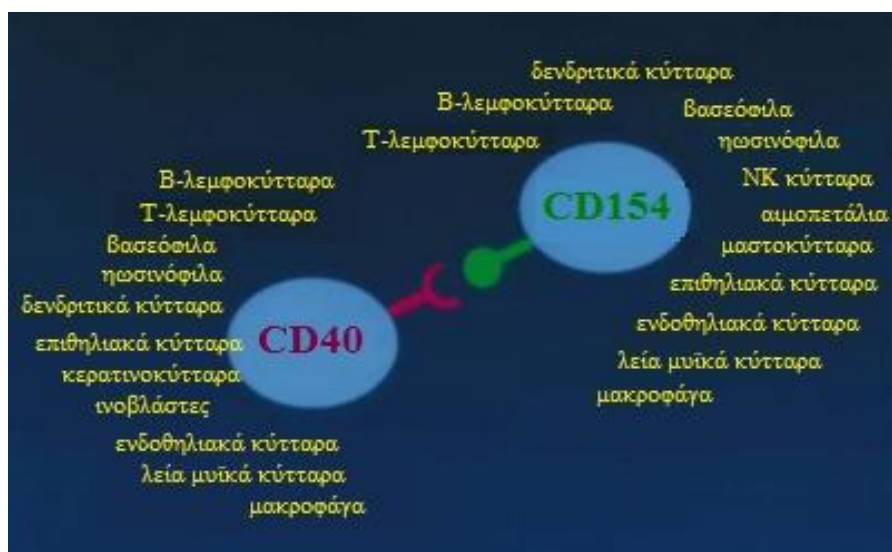 δενδριτικά κύτταρα
Β-λεμφοκύτταρα
βασεόφιλα
Τ-λεμφοκύτταρα
ηωσινόφιλα
ΝΚ κύτταρα
CD154
αιμοπετάλια
μαστοκύτταρα
επιθηλιακά κύτταρα
ενδοθηλιακά κύτταρα
λεία μυϊκά κύτταρα
μακροφάγα
Β-λεμφοκύτταρα
Τ-λεμφοκύτταρα
βασεόφιλα
ηωσινόφιλα
δενδριτικά κύτταρα
επιθηλιακά κύτταρα
CD40
κερατινοκύτταρα
ινοβλάστες
ενδοθηλιακά κύτταρα
λεία μυϊκά κύτταρα
μακροφάγα